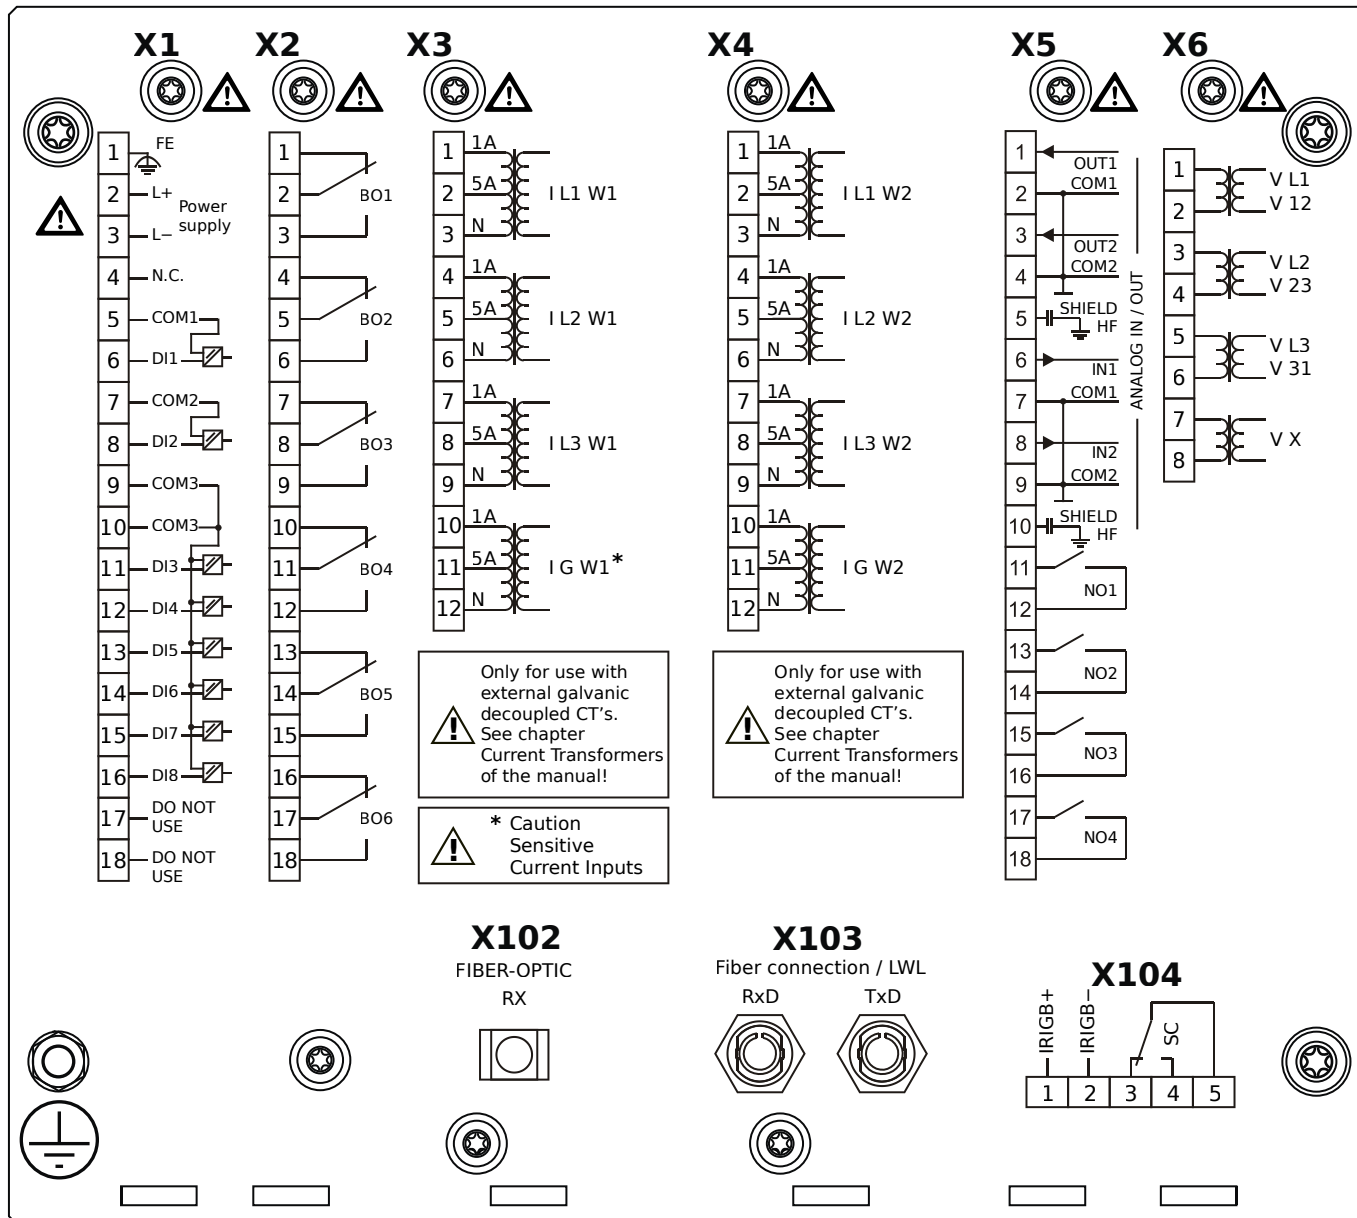 X1
X2
X3
X4
X5
X6
1 FE
2 L+
Power
supply
3 L−
4 N.C.
5 COM1
6 DI1
7 COM2
8 DI2
9 COM3
10 COM3
11 DI3
12 DI4
13 DI5
14 DI6
15 DI7
16 DI8
17 DO NOT
USE
18 DO NOT
USE
1
2 BO1
3
4
5 BO2
6
7
8 BO3
9
10
11 BO4
12
13
14 BO5
15
16
17 BO6
18
1 1A
2 5A I L1 W1
3 N
4 1A
5 5A I L2 W1
6 N
7 1A
8 5A I L3 W1
9 N
10 1A
11 5A I G W1*
12 N
Only for use with
external galvanic
decoupled CT's.
See chapter
Current Transformers
of the manual!
* Caution
Sensitive
Current Inputs
1 1A
2 5A I L1 W2
3 N
4 1A
5 5A I L2 W2
6 N
7 1A
8 5A I L3 W2
9 N
10 1A
11 5A I G W2
12 N
Only for use with
external galvanic
decoupled CT's.
See chapter
Current Transformers
of the manual!
1 OUT1
2 COM1
3 OUT2
4 COM2
5 SHIELD
HF
6 IN1
7 COM1
8 IN2
9 COM2
10 SHIELD
HF
ANALOG IN / OUT
11
NO1
12
13
NO2
14
15
NO3
16
17
NO4
18
1 V L1
2 V 12
3 V L2
4 V 23
5 V L3
6 V 31
7 V X
8
X102
FIBER-OPTIC
RX
X103
Fiber connection / LWL
RxD TxD
X104
IRIGB+
IRIGB−
SC
1 2 3 4 5